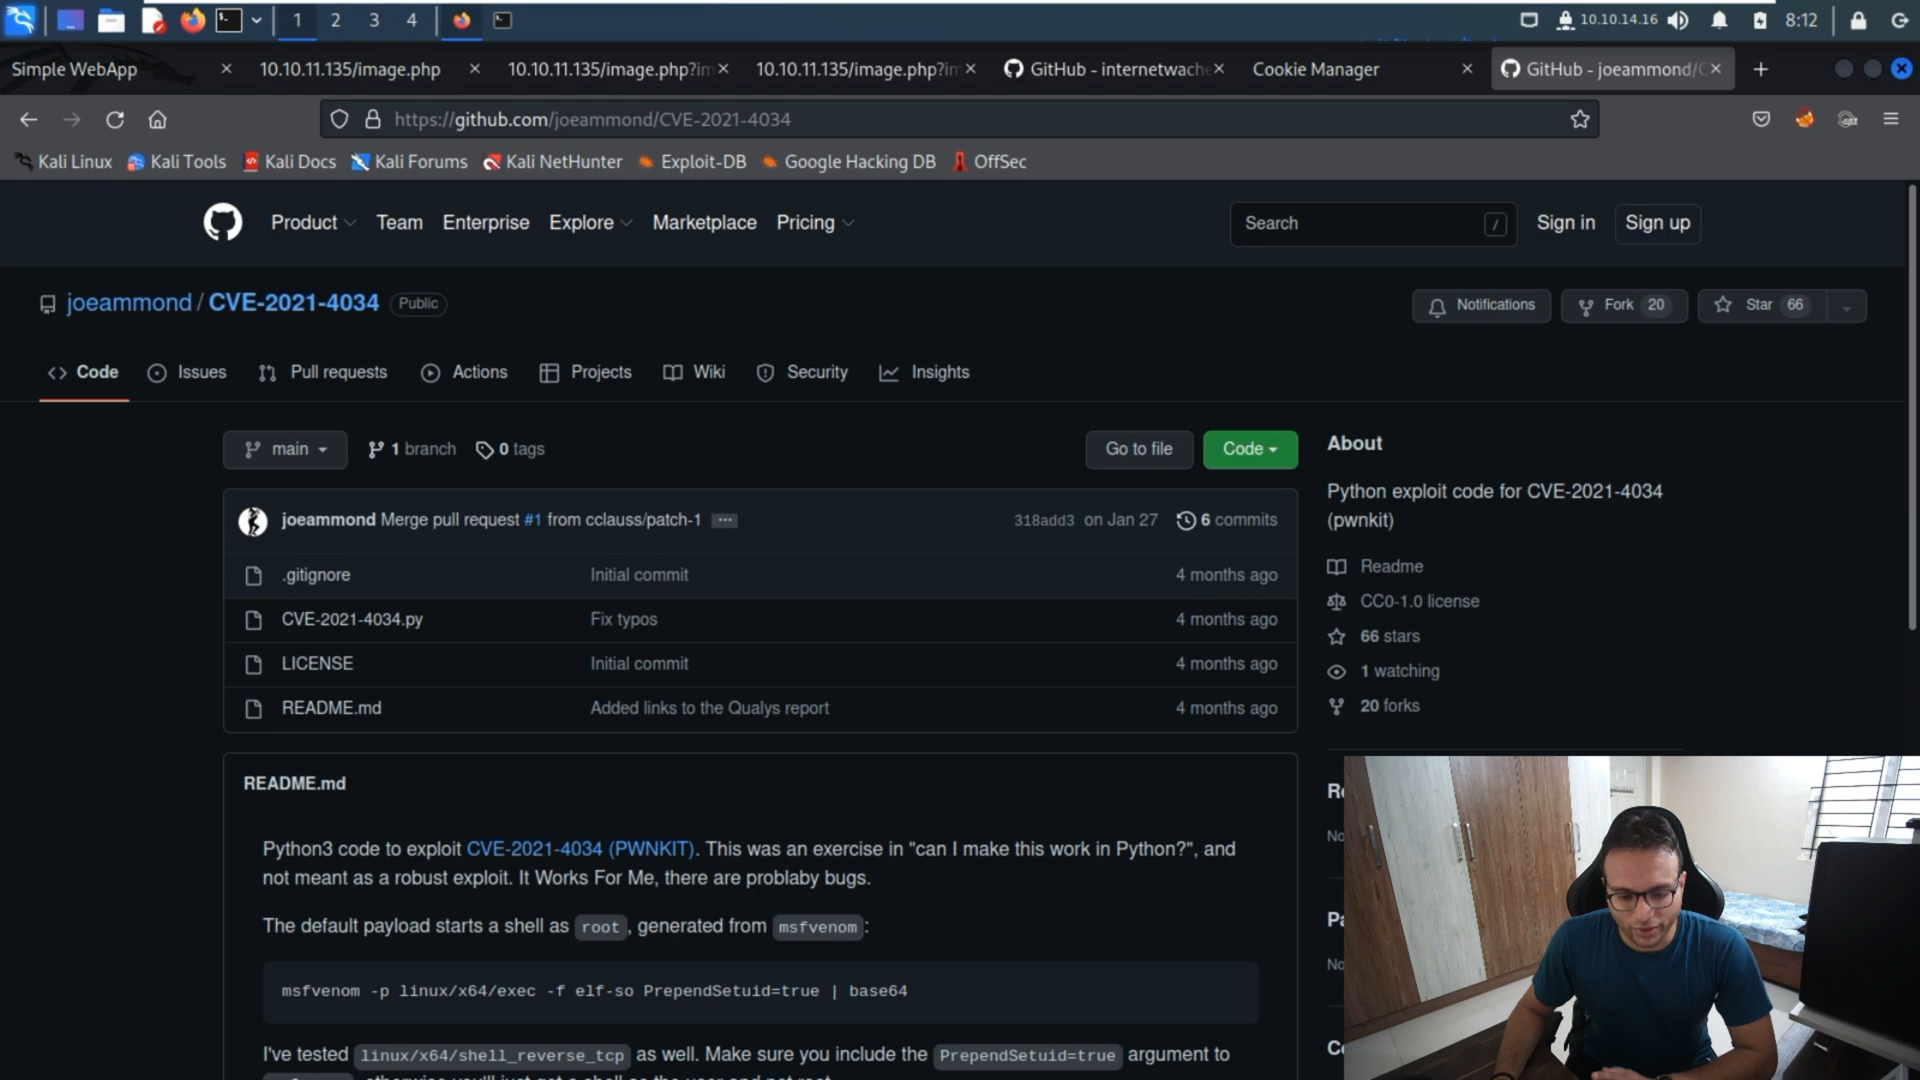 1 2 3 4
10.10.14.16 8:12
Simple WebApp
10.10.11.135/image.php
10.10.11.135/image.php?im
10.10.11.135/image.php?im
GitHub - internetwache
Cookie Manager
GitHub - joeammond/C
https://github.com/joeammond/CVE-2021-4034
Kali Linux Kali Tools Kali Docs Kali Forums Kali NetHunter Exploit-DB Google Hacking DB OffSec
Product Team Enterprise Explore Marketplace Pricing Search / Sign in Sign up
joeammond / CVE-2021-4034 Public
Notifications Fork 20 Star 66
Code Issues Pull requests Actions Projects Wiki Security Insights
main 1 branch 0 tags Go to file Code
joeammond Merge pull request #1 from cclauss/patch-1 ... 318add3 on Jan 27 6 commits
.gitignore Initial commit 4 months ago
CVE-2021-4034.py Fix typos 4 months ago
LICENSE Initial commit 4 months ago
README.md Added links to the Qualys report 4 months ago
About
Python exploit code for CVE-2021-4034
(pwnkit)
Readme
CC0-1.0 license
66 stars
1 watching
20 forks
README.md
Python3 code to exploit CVE-2021-4034 (PWNKIT). This was an exercise in "can I make this work in Python?", and
not meant as a robust exploit. It Works For Me, there are problaby bugs.
The default payload starts a shell as root, generated from msfvenom:
msfvenom -p linux/x64/exec -f elf-so PrependSetuid=true | base64
I've tested linux/x64/shell_reverse_tcp as well. Make sure you include the PrependSetuid=true argument to